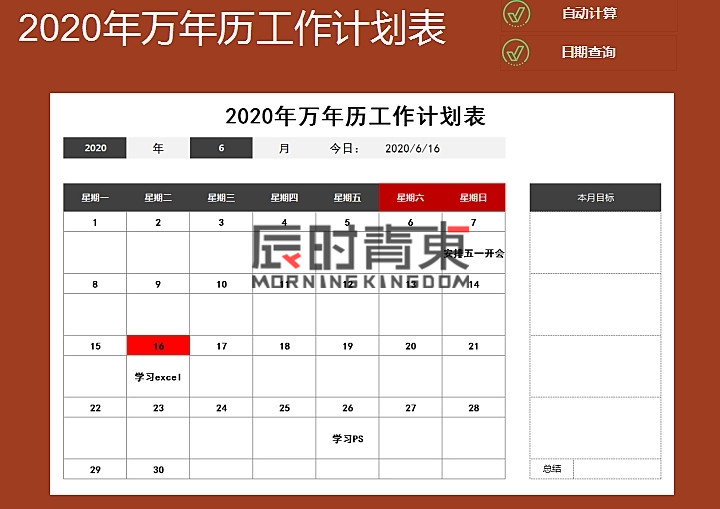 2020年万年历工作计划表
自动计算
日期查询
2020年万年历工作计划表
2020 年 6 月 今日： 2020/6/16
星期一 星期二 星期三 星期四 星期五 星期六 星期日 本月目标
1 2 3 4 5 6 7
安排五一开会
辰时青東
MORNINGKINGDOM
8 9 10 11 12 13 14
15 16 17 18 19 20 21
学习excel
22 23 24 25 26 27 28
学习PS
29 30 总结